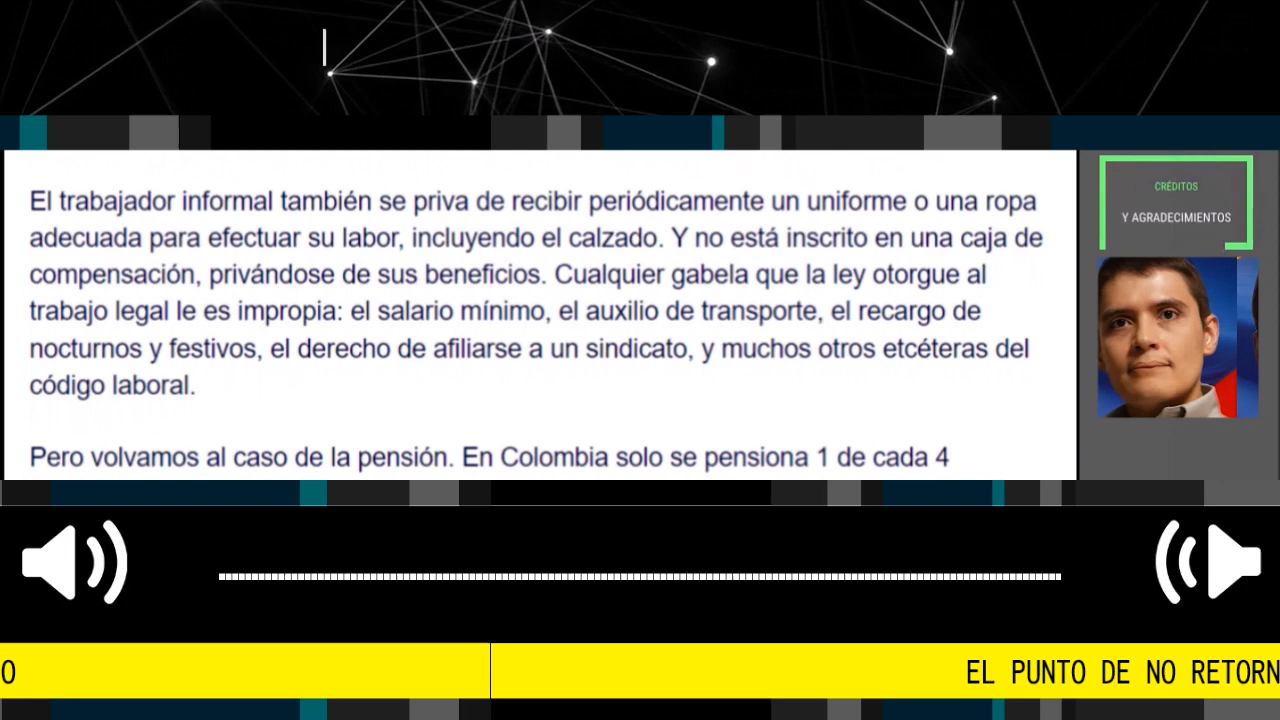 El trabajador informal también se priva de recibir periódicamente un uniforme o una ropa
adecuada para efectuar su labor, incluyendo el calzado. Y no está inscrito en una caja de
compensación, privándose de sus beneficios. Cualquier gabela que la ley otorgue al
trabajo legal le es impropia: el salario mínimo, el auxilio de transporte, el recargo de
nocturnos y festivos, el derecho de afiliarse a un sindicato, y muchos otros etcéteras del
código laboral.
Pero volvamos al caso de la pensión. En Colombia solo se pensiona 1 de cada 4
CRÉDITOS
Y AGRADECIMIENTOS
O
EL PUNTO DE NO RETORN